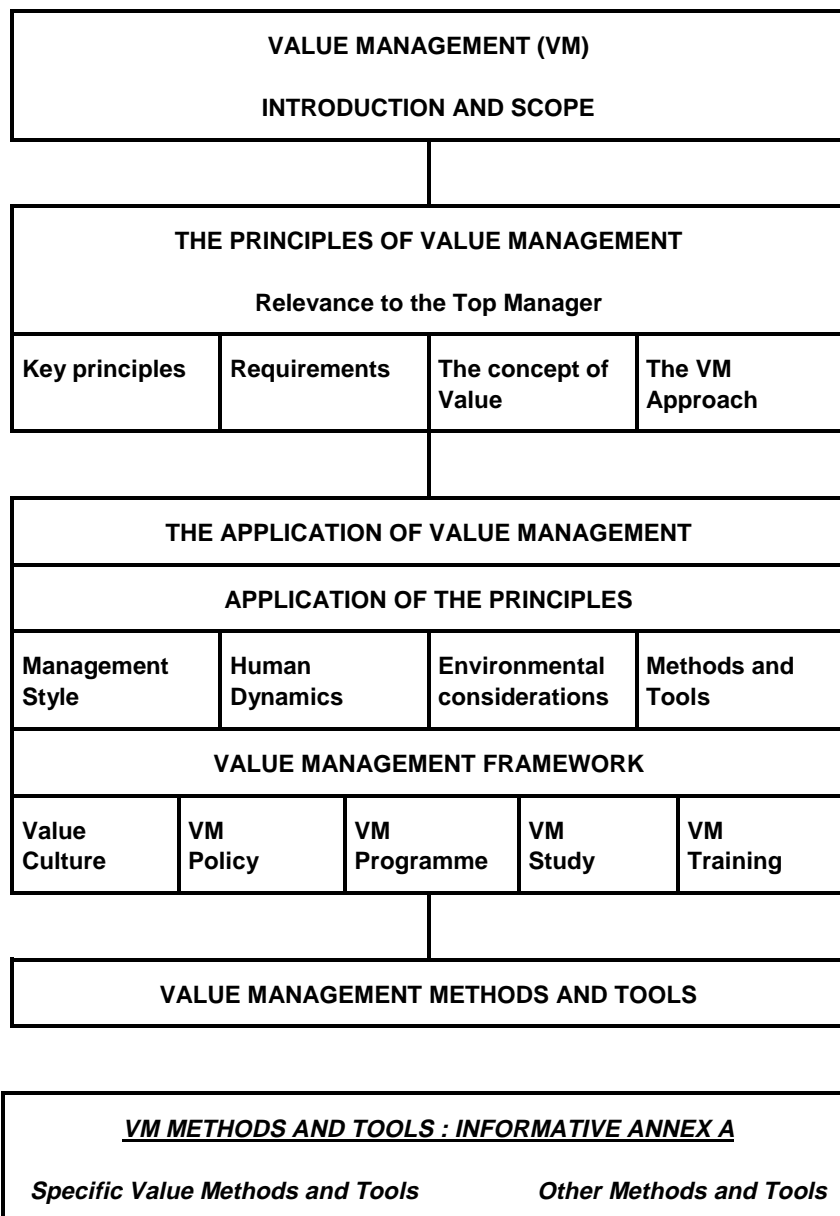 VALUE MANAGEMENT (VM)
INTRODUCTION AND SCOPE
THE PRINCIPLES OF VALUE MANAGEMENT
Relevance to the Top Manager
Key principles
Requirements
The concept of
Value
The VM
Approach
THE APPLICATION OF VALUE MANAGEMENT
APPLICATION OF THE PRINCIPLES
Management
Style
Human
Dynamics
Environmental
considerations
Methods and
Tools
VALUE MANAGEMENT FRAMEWORK
Value
Culture
VM
Policy
VM
Programme
VM
Study
VM
Training
VALUE MANAGEMENT METHODS AND TOOLS
VM METHODS AND TOOLS : INFORMATIVE ANNEX A
Specific Value Methods and Tools
Other Methods and Tools